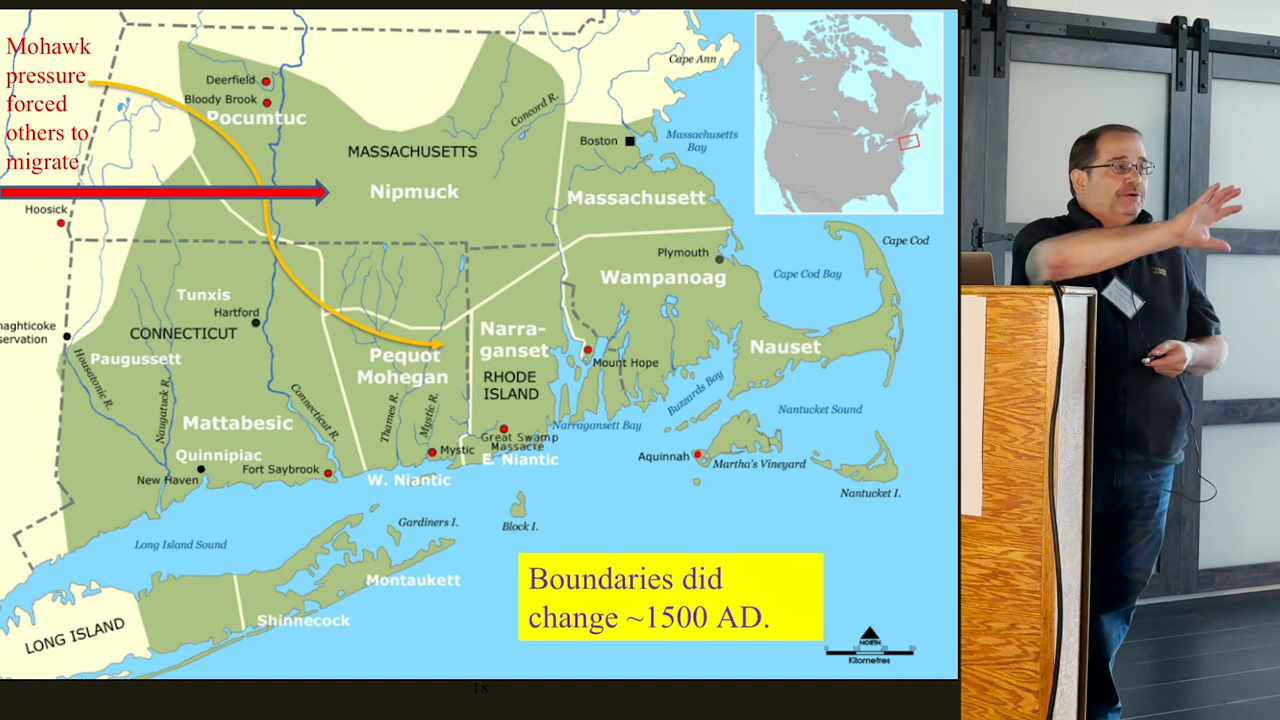 Mohawk
pressure
forced
others to
migrate
Deerfield
Bloody Brook
Pocumtuc
Concord R.
Cape Ann
MASSACHUSETTS
Boston
Massachusetts
Bay
Nipmuck
Massachusett
Hoosick
Plymouth
Cape Cod
Wampanoag
Cape Cod Bay
Tunxis
Hartford
CONNECTICUT
aghticoke
servation
Paugussett
Narra-
ganset
Nauset
Pequot
Mohegan
Mount Hope
RHODE
ISLAND
Housatonic R.
Naugatuck R.
Connecticut R.
Thames R.
Mystic R.
Buzzards Bay
Mattabesic
Nantucket Sound
Narragansett Bay
Great Swamp
Massacre
Quinnipiac
Mystic
E. Niantic
Aquinnah
Martha's Vineyard
New Haven
Fort Saybrook
W. Niantic
Nantucket I.
Gardiners I.
Block I.
Long Island Sound
Montaukett
Boundaries did
change ~1500 AD.
Shinnecock
LONG ISLAND
NORTH
Kilometres
18